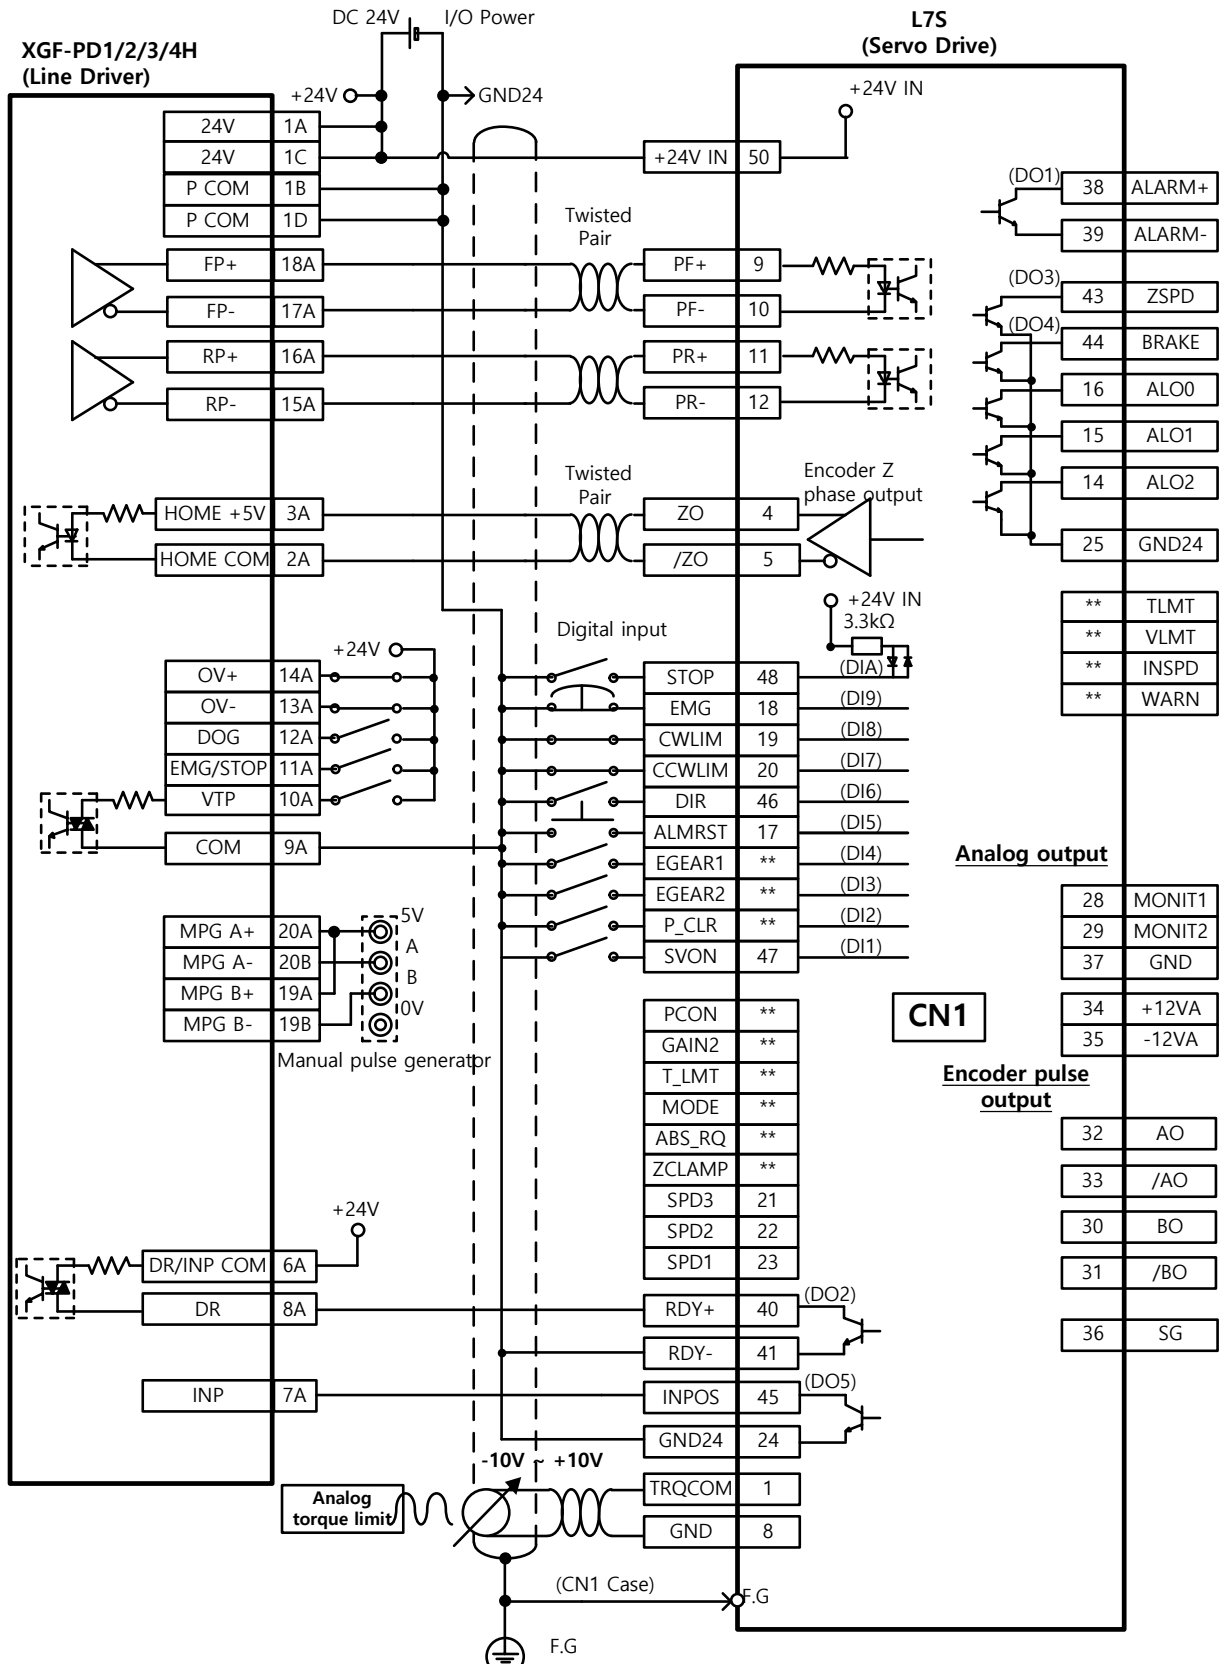 DC 24V I/O Power
XGF-PD1/2/3/4H
(Line Driver)
L7S
(Servo Drive)
+24V
GND24
+24V IN
24V 1A
24V 1C
P COM 1B
P COM 1D
+24V IN 50
(DO1)
38 ALARM+
39 ALARM-
Twisted
Pair
FP+ 18A
FP- 17A
RP+ 16A
RP- 15A
PF+ 9
PF- 10
PR+ 11
PR- 12
(DO3)
43 ZSPD
(DO4)
44 BRAKE
16 ALO0
15 ALO1
14 ALO2
25 GND24
Twisted
Pair
HOME +5V 3A
HOME COM 2A
ZO 4
/ZO 5
Encoder Z
phase output
** TLMT
** VLMT
** INSPD
** WARN
+24V IN
3.3kΩ
Digital input
+24V
OV+ 14A
OV- 13A
DOG 12A
EMG/STOP 11A
VTP 10A
COM 9A
STOP 48 (DIA)
EMG 18 (DI9)
CWLIM 19 (DI8)
CCWLIM 20 (DI7)
DIR 46 (DI6)
ALMRST 17 (DI5)
EGEAR1 ** (DI4)
EGEAR2 ** (DI3)
P_CLR ** (DI2)
SVON 47 (DI1)
Analog output
28 MONIT1
29 MONIT2
37 GND
34 +12VA
35 -12VA
MPG A+ 20A
MPG A- 20B
MPG B+ 19A
MPG B- 19B
5V
A
B
0V
Manual pulse generator
PCON **
GAIN2 **
T_LMT **
MODE **
ABS_RQ **
ZCLAMP **
SPD3 21
SPD2 22
SPD1 23
CN1
Encoder pulse
output
32 AO
33 /AO
30 BO
31 /BO
36 SG
+24V
DR/INP COM 6A
DR 8A
INP 7A
RDY+ 40 (DO2)
RDY- 41
INPOS 45 (DO5)
GND24 24
-10V ~ +10V
Analog
torque limit
TRQCOM 1
GND 8
(CN1 Case)
F.G
F.G